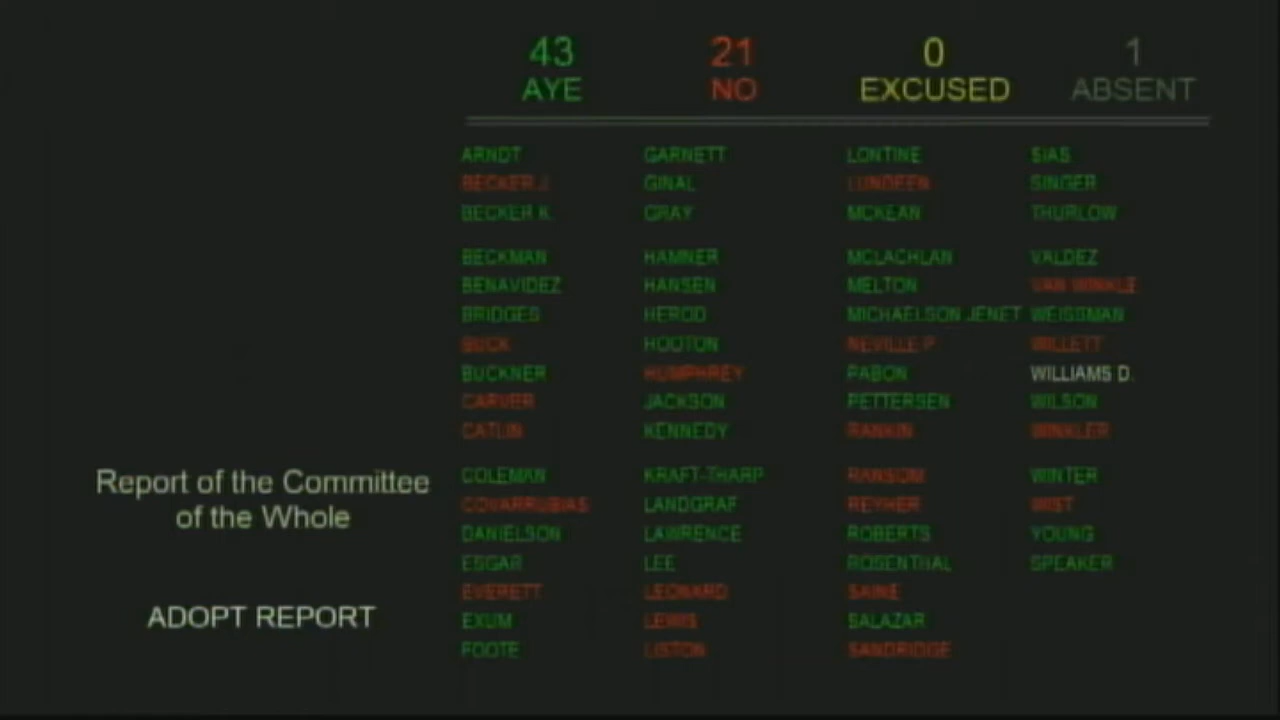 43 21 0 1
AYE NO EXCUSED ABSENT
ARNDT GARNETT LONTINE SIAS
BECKER J. GINAL LUNDEEN SINGER
BECKER K. GRAY MCKEAN THURLOW
BECKMAN HAMNER MCLACHLAN VALDEZ
BENAVIDEZ HANSEN MELTON VAN WINKLE
BRIDGES HEROD MICHAELSON JENET WEISSMAN
BUCK HOOTON NEVILLE P. WILLETT
BUCKNER HUMPHREY PABON WILLIAMS D.
CARVER JACKSON PETTERSEN WILSON
CATLIN KENNEDY RANKIN WINKLER
COLEMAN KRAFT-THARP RANSOM WINTER
COVARRUBIAS LANDGRAF REYHER WIST
DANIELSON LAWRENCE ROBERTS YOUNG
ESGAR LEE ROSENTHAL SPEAKER
EVERETT LEONARD SAINE
EXUM LEWIS SALAZAR
FOOTE LISTON SANDRIDGE
Report of the Committee
of the Whole
ADOPT REPORT